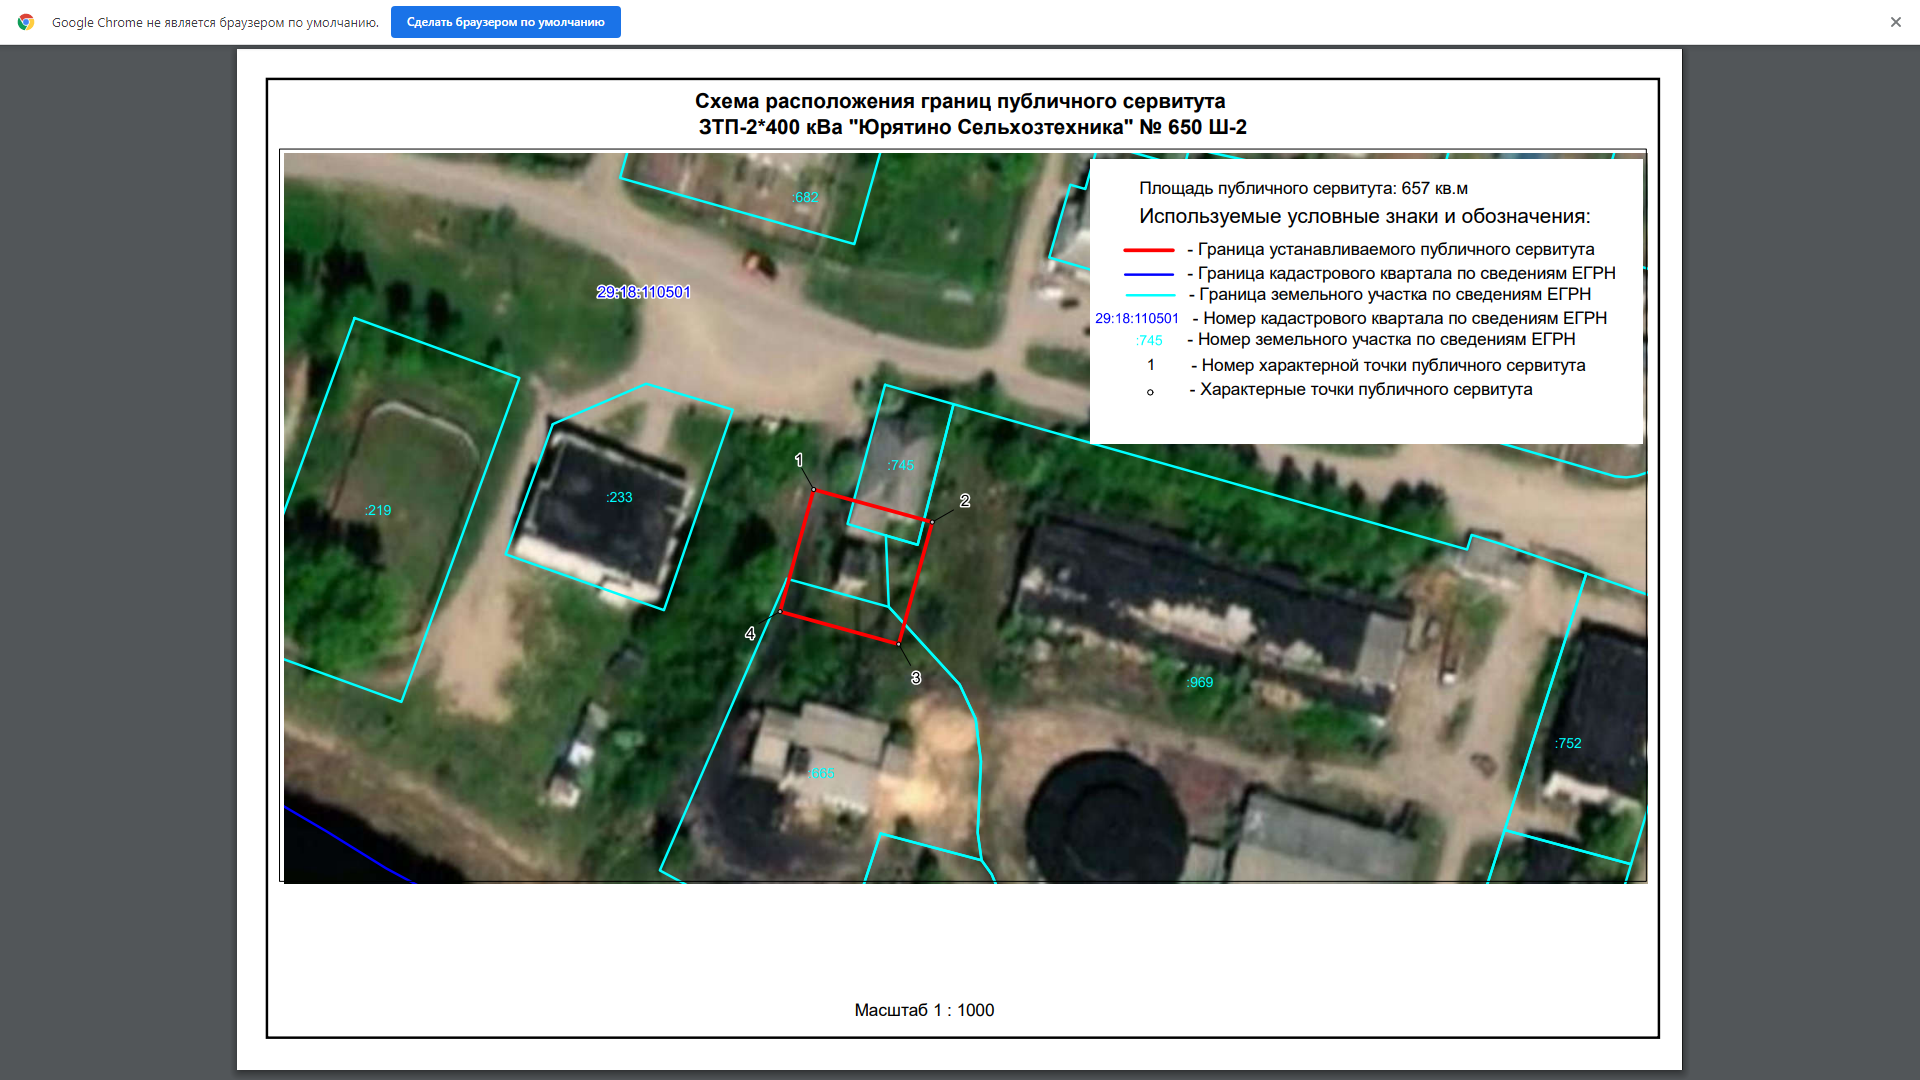 Google Chrome не является браузером по умолчанию.
Сделать браузером по умолчанию
Схема расположения границ публичного сервитута
ЗТП-2*400 кВа "Юрятино Сельхозтехника" № 650 Ш-2
Площадь публичного сервитута: 657 кв.м
Используемые условные знаки и обозначения:
- Граница устанавливаемого публичного сервитута
- Граница кадастрового квартала по сведениям ЕГРН
- Граница земельного участка по сведениям ЕГРН
29:18:110501 - Номер кадастрового квартала по сведениям ЕГРН
:745 - Номер земельного участка по сведениям ЕГРН
1 - Номер характерной точки публичного сервитута
- Характерные точки публичного сервитута
:682
29:18:110501
:745
1
:233
2
:219
4
3
:969
:752
:665
Масштаб 1 : 1000